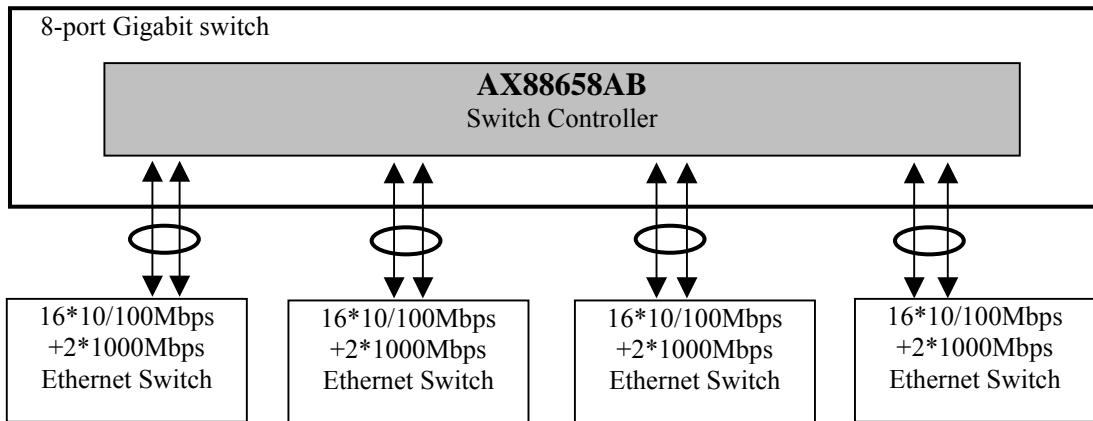 8-port Gigabit switch
AX88658AB
Switch Controller
16*10/100Mbps
+2*1000Mbps
Ethernet Switch
16*10/100Mbps
+2*1000Mbps
Ethernet Switch
16*10/100Mbps
+2*1000Mbps
Ethernet Switch
16*10/100Mbps
+2*1000Mbps
Ethernet Switch